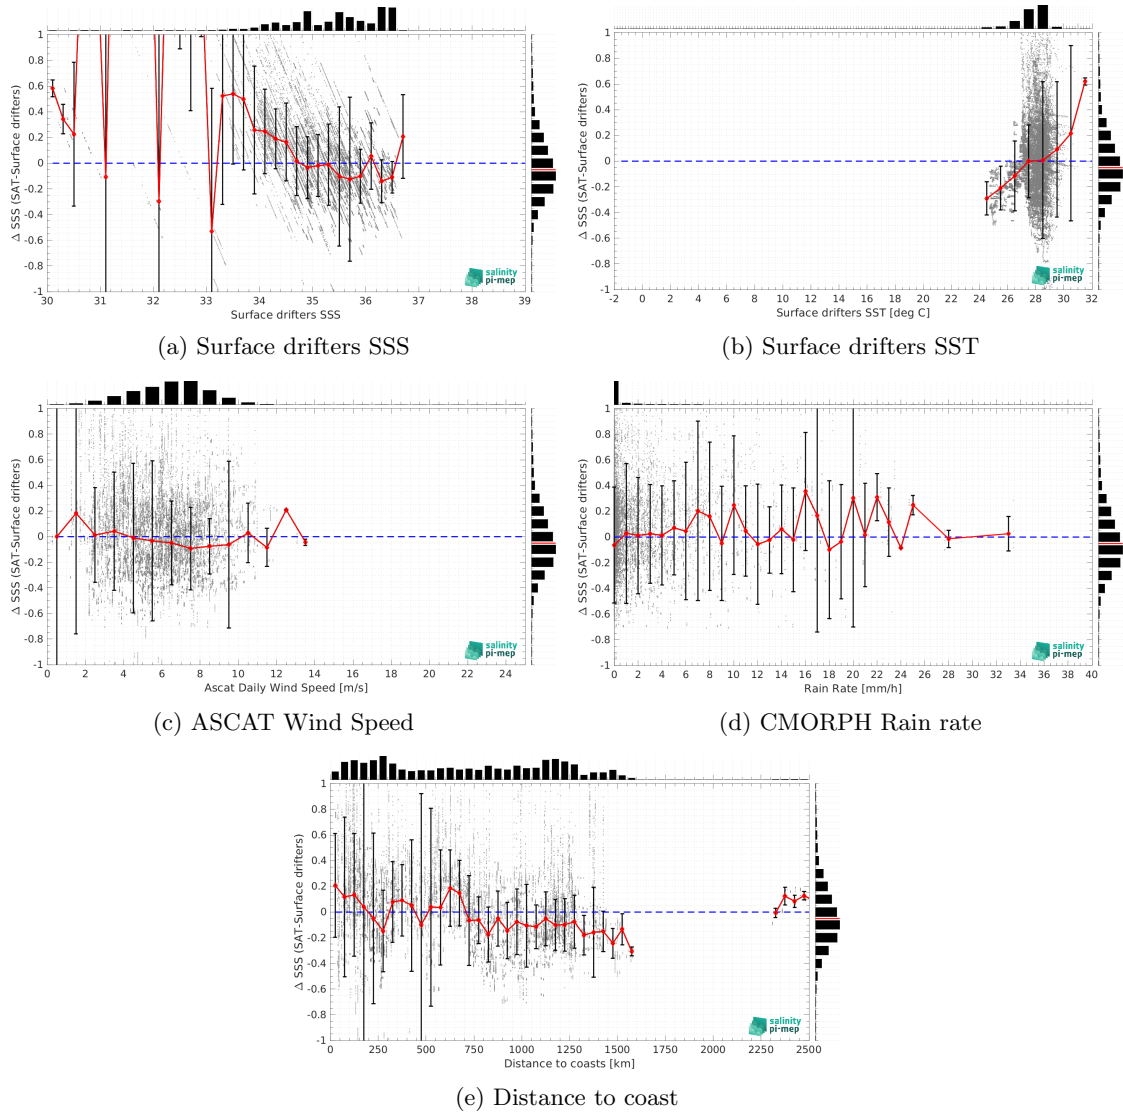 1
0.8
0.6
0.4
0.2
0
-0.2
-0.4
-0.6
-0.8
-1
Δ SSS (SAT-Surface drifters)
salinity
pi-mep
30 31 32 33 34 35 36 37 38 39
Surface drifters SSS
(a) Surface drifters SSS
1
0.8
0.6
0.4
0.2
0
-0.2
-0.4
-0.6
-0.8
-1
Δ SSS (SAT-Surface drifters)
salinity
pi-mep
-2 0 2 4 6 8 10 12 14 16 18 20 22 24 26 28 30 32
Surface drifters SST [deg C]
(b) Surface drifters SST
1
0.8
0.6
0.4
0.2
0
-0.2
-0.4
-0.6
-0.8
-1
Δ SSS (SAT-Surface drifters)
salinity
pi-mep
0 2 4 6 8 10 12 14 16 18 20 22 24
Ascat Daily Wind Speed [m/s]
(c) ASCAT Wind Speed
1
0.8
0.6
0.4
0.2
0
-0.2
-0.4
-0.6
-0.8
-1
Δ SSS (SAT-Surface drifters)
salinity
pi-mep
0 2 4 6 8 10 12 14 16 18 20 22 24 26 28 30 32 34 36 38 40
Rain Rate [mm/h]
(d) CMORPH Rain rate
1
0.8
0.6
0.4
0.2
0
-0.2
-0.4
-0.6
-0.8
-1
Δ SSS (SAT-Surface drifters)
salinity
pi-mep
0 250 500 750 1000 1250 1500 1750 2000 2250 2500
Distance to coasts [km]
(e) Distance to coast